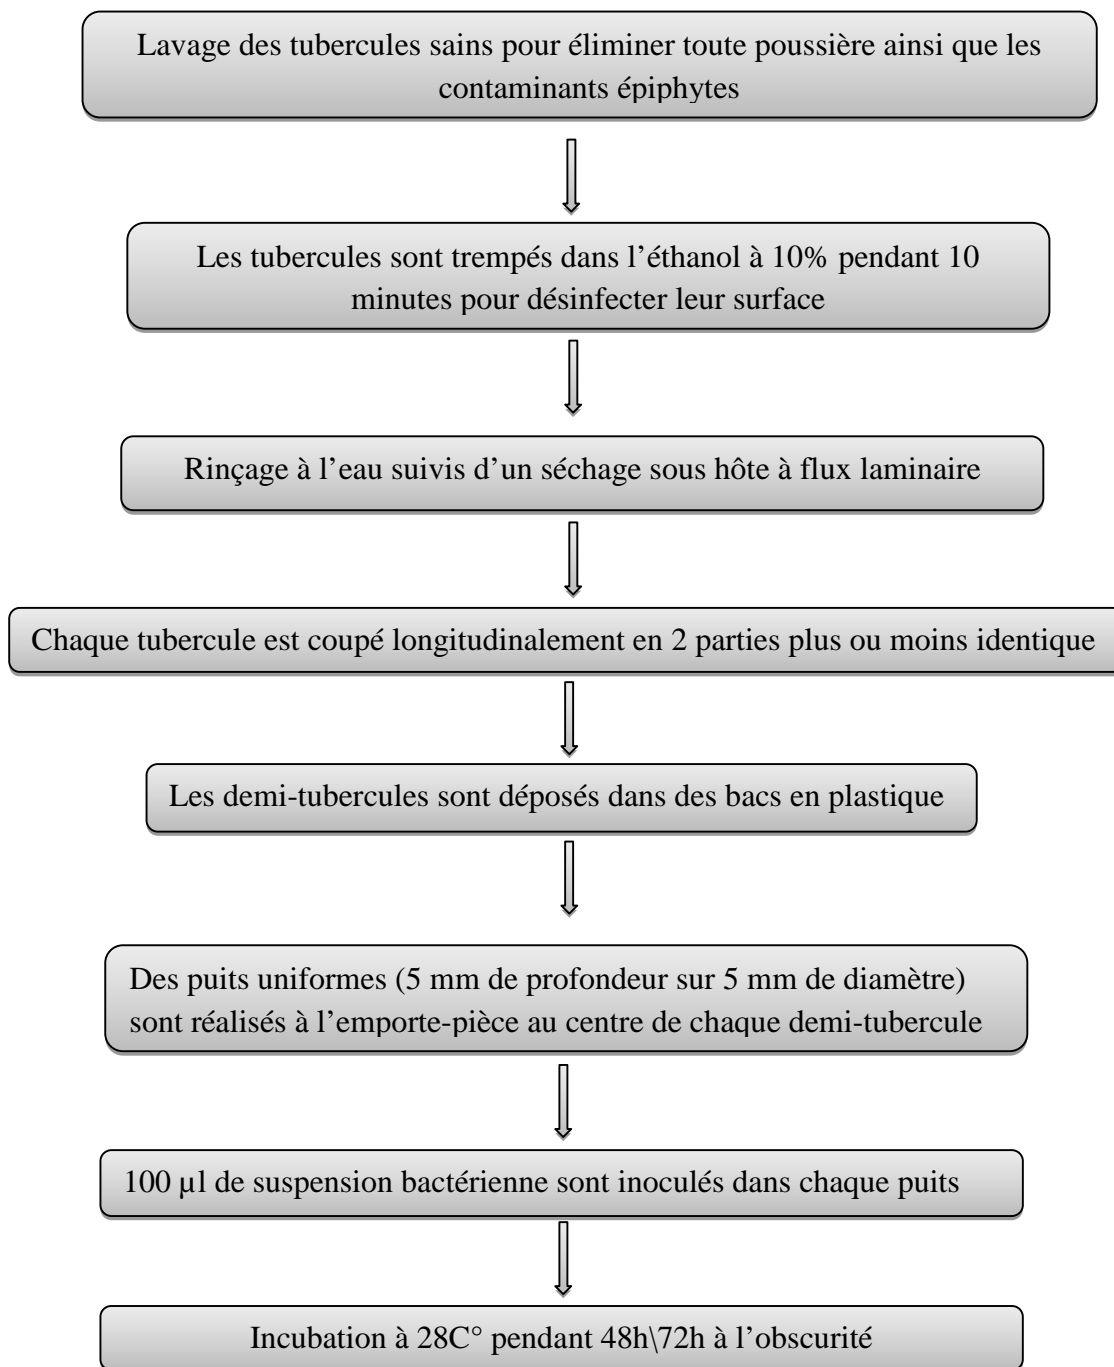 Lavage des tubercules sains pour éliminer toute poussière ainsi que les
contaminants épiphytes
Les tubercules sont trempés dans l’éthanol à 10% pendant 10
minutes pour désinfecter leur surface
Rinçage à l’eau suivis d’un séchage sous hôte à flux laminaire
Chaque tubercule est coupé longitudinalement en 2 parties plus ou moins identique
Les demi-tubercules sont déposés dans des bacs en plastique
Des puits uniformes (5 mm de profondeur sur 5 mm de diamètre)
sont réalisés à l’emporte-pièce au centre de chaque demi-tubercule
100 µl de suspension bactérienne sont inoculés dans chaque puits
Incubation à 28C° pendant 48h\72h à l’obscurité